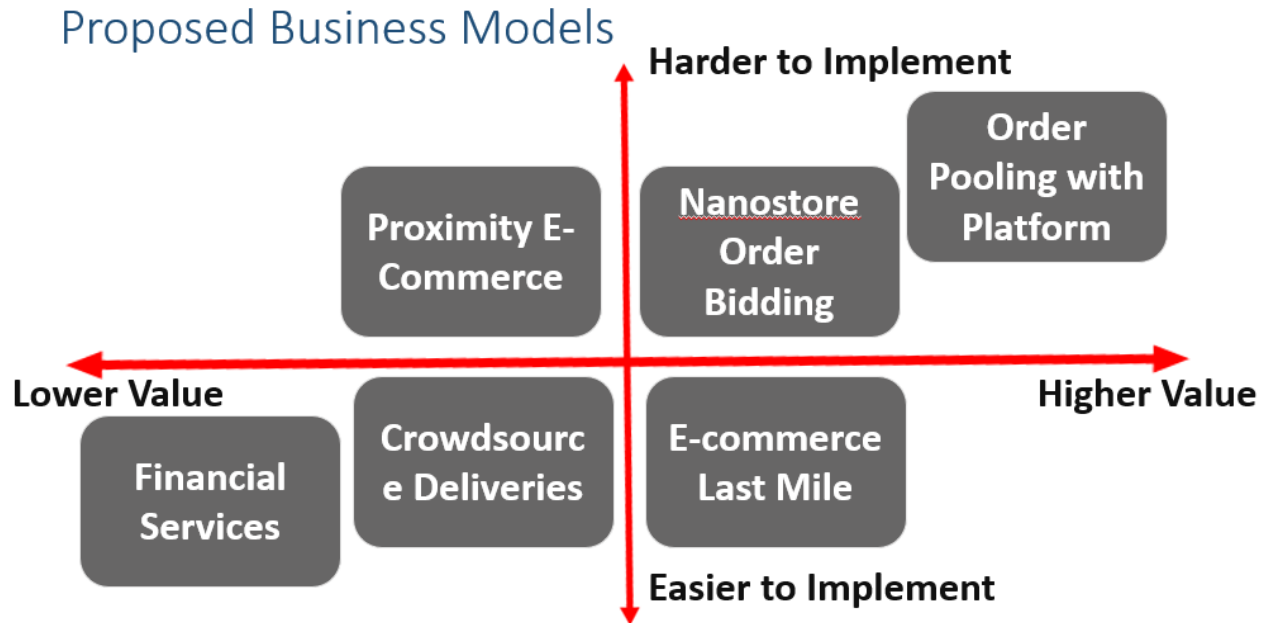 Proposed Business Models
Harder to Implement
Order
Pooling with
Platform
Proximity E-
Commerce
Nanostore
Order
Bidding
Lower Value
Higher Value
Financial
Services
Crowdsourc
e Deliveries
E-commerce
Last Mile
Easier to Implement